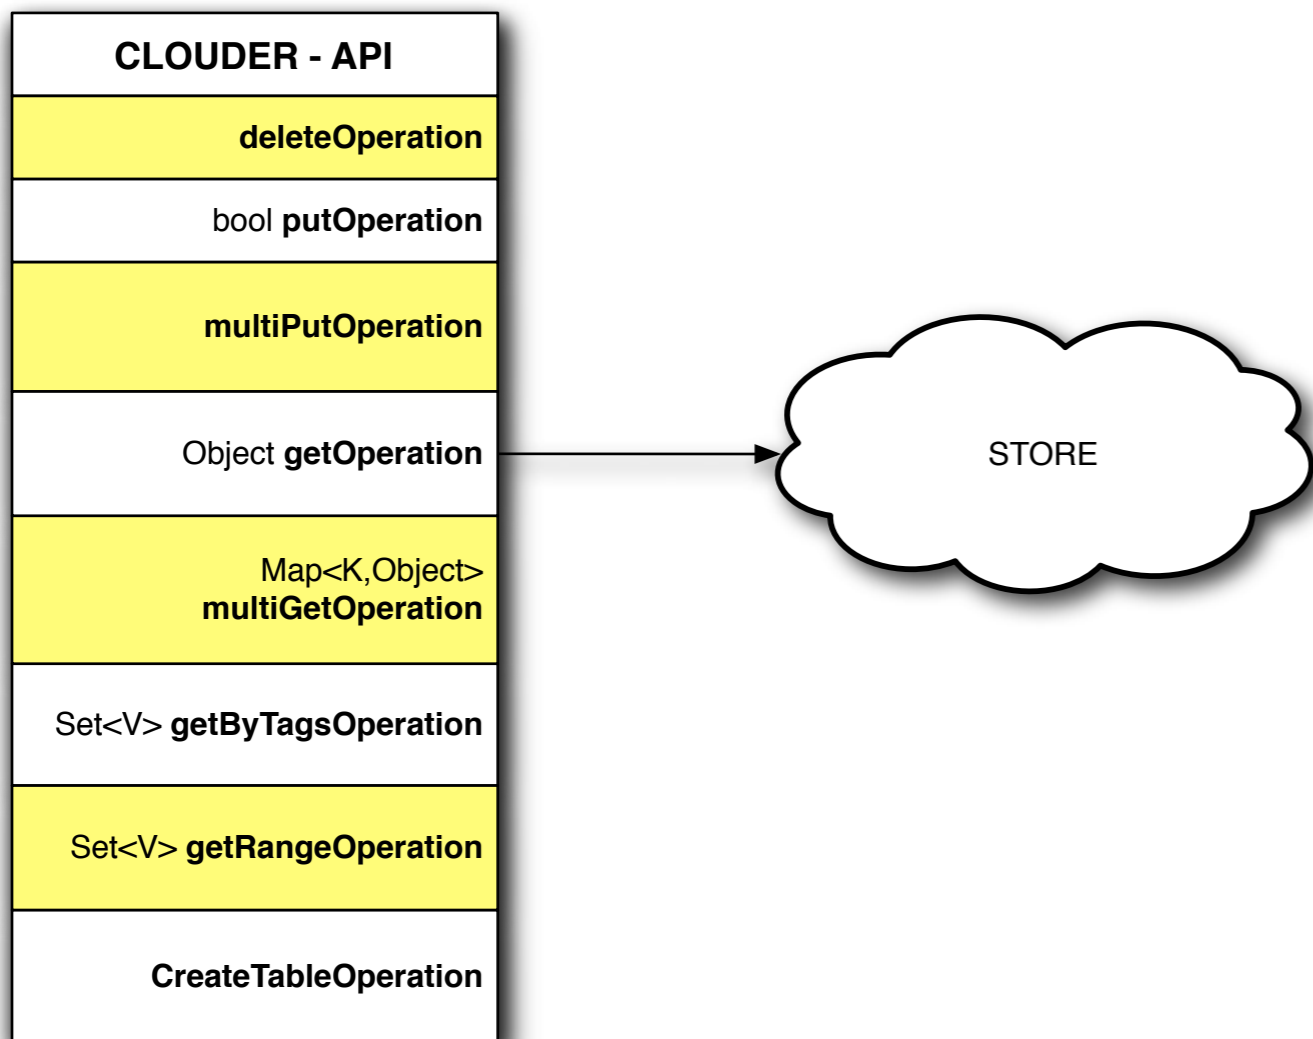 CLOUDER - API
deleteOperation
bool putOperation
multiPutOperation
Object getOperation
STORE
Map<K,Object>
multiGetOperation
Set<V> getByTagsOperation
Set<V> getRangeOperation
CreateTableOperation